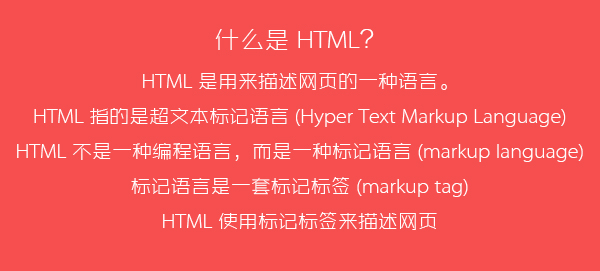 什么是 HTML?
HTML 是用来描述网页的一种语言。
HTML 指的是超文本标记语言 (Hyper Text Markup Language)
HTML 不是一种编程语言，而是一种标记语言 (markup language)
标记语言是一套标记标签 (markup tag)
HTML 使用标记标签来描述网页